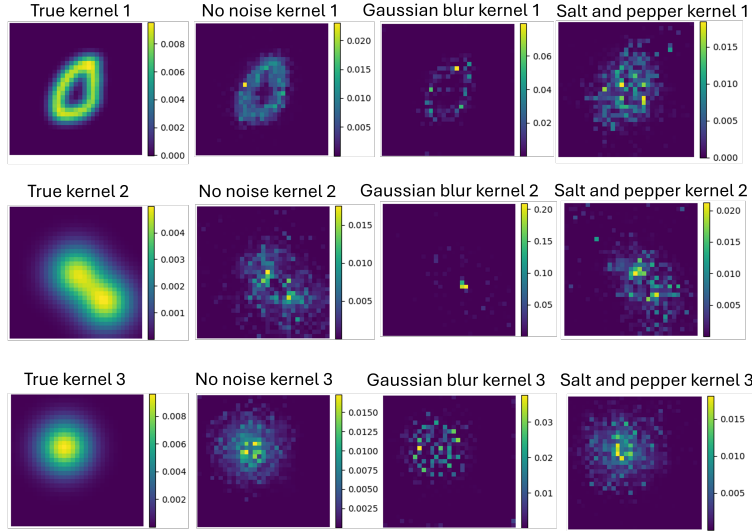 True kernel 1 No noise kernel 1 Gaussian blur kernel 1 Salt and pepper kernel 1
0.008 0.020 0.06 0.015
0.006 0.015 0.04 0.010
0.004 0.010 0.02 0.005
0.002 0.005 0.000
0.000
True kernel 2 No noise kernel 2 Gaussian blur kernel 2 Salt and pepper kernel 2
0.004 0.015 0.20 0.020
0.003 0.010 0.15 0.015
0.002 0.005 0.10 0.010
0.001 0.05 0.005
True kernel 3 No noise kernel 3 Gaussian blur kernel 3 Salt and pepper kernel 3
0.008 0.0150 0.03 0.015
0.006 0.0125 0.02 0.010
0.004 0.0100 0.01 0.005
0.002 0.0075
0.0050
0.0025